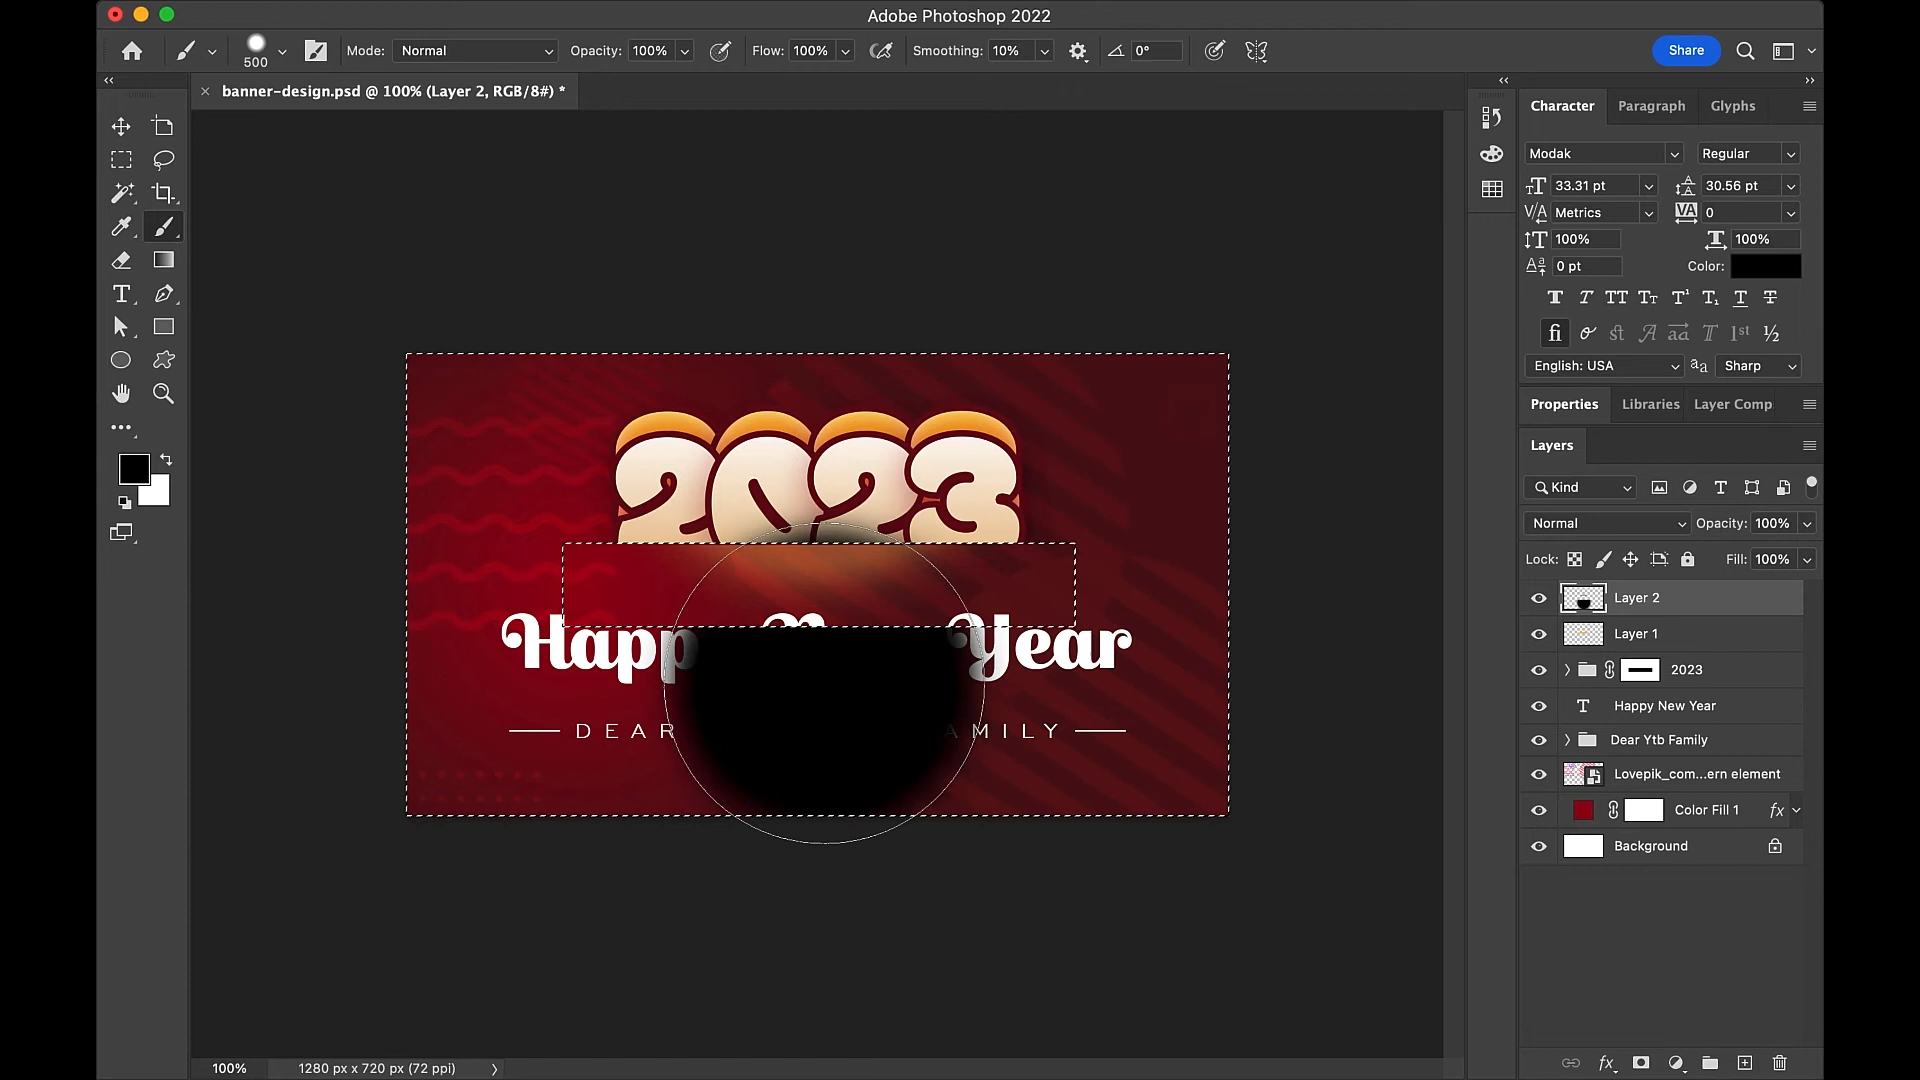 Adobe Photoshop 2022
500
Mode: Normal
Opacity: 100%
Flow: 100%
Smoothing: 10%
0°
Share
× banner-design.psd @ 100% (Layer 2, RGB/8#) *
2023
Happ
Year
DEAR
AMILY
100%
1280 px x 720 px (72 ppi)
Character
Paragraph
Glyphs
Modak
Regular
33.31 pt
30.56 pt
Metrics
0
100%
100%
0 pt
Color:
English: USA
Sharp
Properties
Libraries
Layer Comp
Layers
Kind
Normal
Opacity: 100%
Lock:
Fill: 100%
Layer 2
Layer 1
2023
Happy New Year
Dear Ytb Family
Lovepik_com...ern element
Color Fill 1
fx
Background
fx